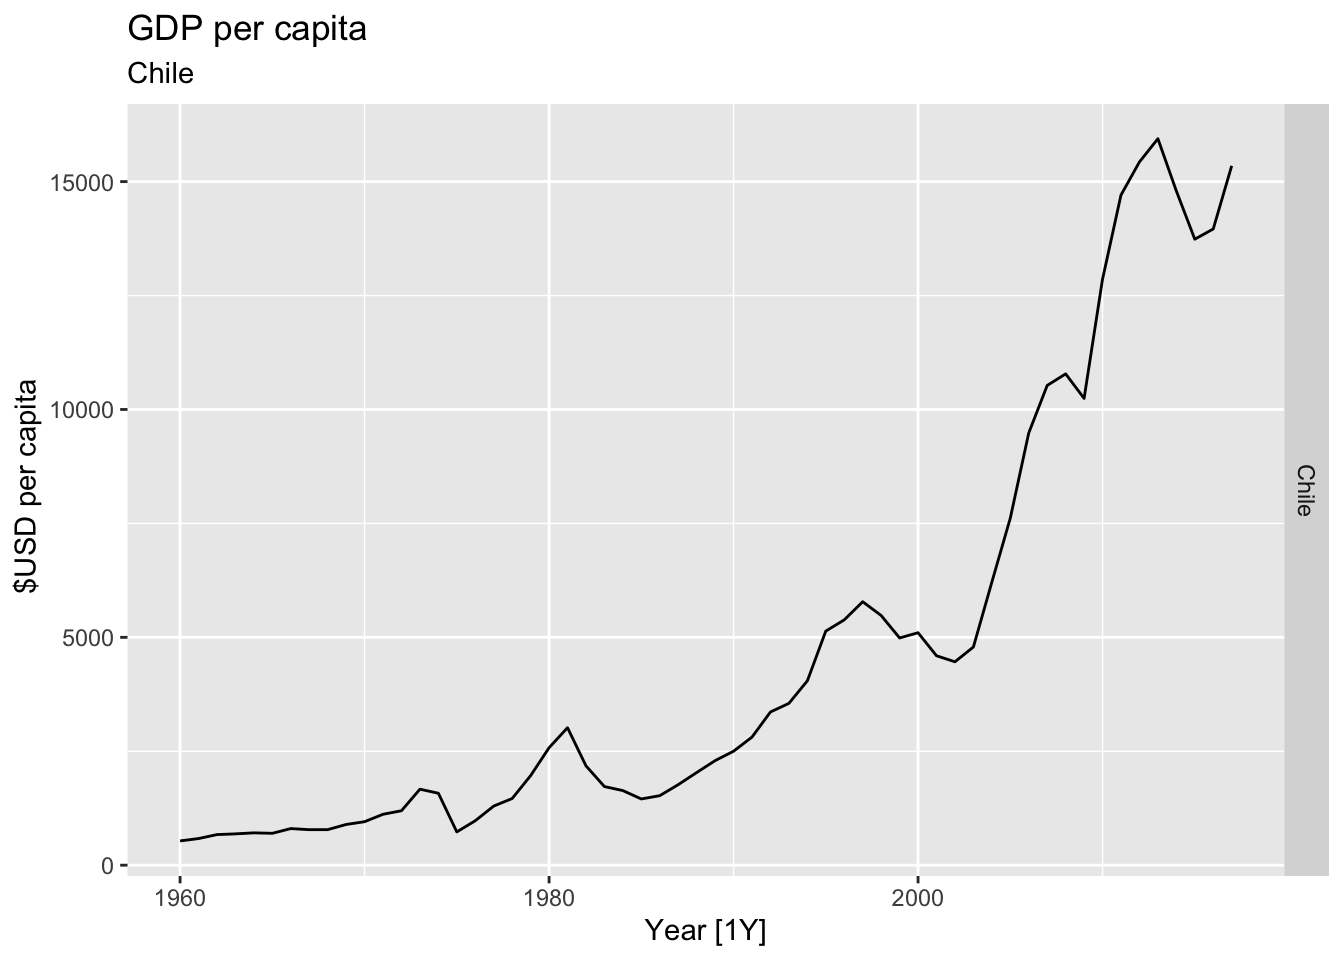 GDP per capita
Chile
15000
10000
5000
0
$USD per capita
Chile
1960
1980
2000
Year [1Y]